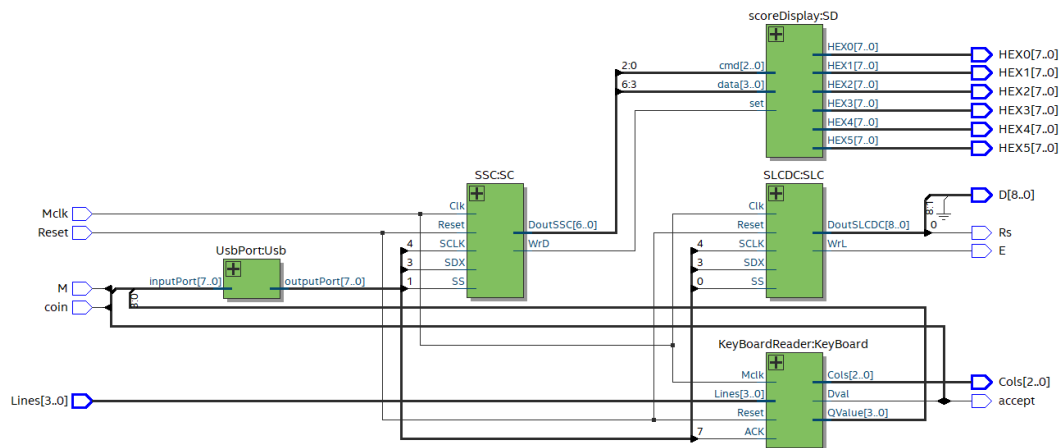 scoreDisplay:SD
HEX0[7..0]
HEX0[7..0]
2:0
cmd[2..0]
HEX1[7..0]
HEX1[7..0]
6:3
data[3..0]
HEX2[7..0]
HEX2[7..0]
set
HEX3[7..0]
HEX3[7..0]
HEX4[7..0]
HEX4[7..0]
HEX5[7..0]
HEX5[7..0]
SSC:SC
SLCDC:SLC
Mclk
Clk
Clk
D[8..0]
1:8
Reset
Reset
DoutSSC[6..0]
Reset
DoutSLCDC[8..0]
0
Rs
4
SCLK
WrD
4
SCLK
WrL
E
UsbPort:Usb
3
SDX
3
SDX
M
inputPort[7..0]
outputPort[7..0]
1
SS
0
SS
coin
3:0
KeyBoardReader:KeyBoard
Mclk
Cols[2..0]
Cols[2..0]
Lines[3..0]
Lines[3..0]
Dval
accept
Reset
QValue[3..0]
7
ACK